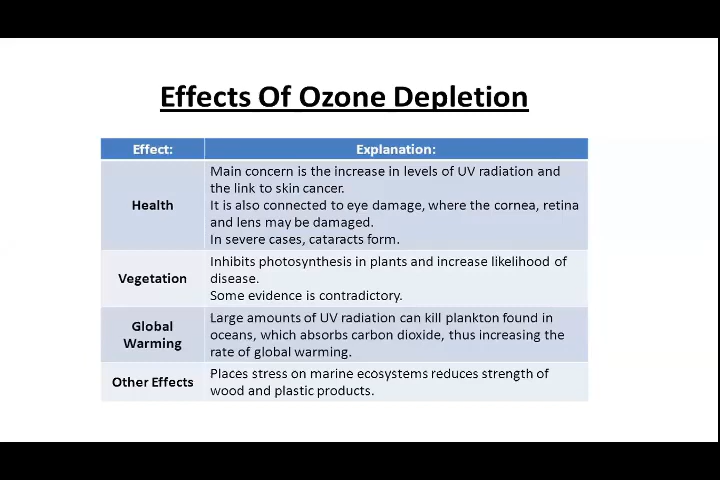 Effects Of Ozone Depletion
Effect:
Explanation:
Health
Main concern is the increase in levels of UV radiation and
the link to skin cancer.
It is also connected to eye damage, where the cornea, retina
and lens may be damaged.
In severe cases, cataracts form.
Vegetation
Inhibits photosynthesis in plants and increase likelihood of
disease.
Some evidence is contradictory.
Global
Warming
Large amounts of UV radiation can kill plankton found in
oceans, which absorbs carbon dioxide, thus increasing the
rate of global warming.
Other Effects
Places stress on marine ecosystems reduces strength of
wood and plastic products.